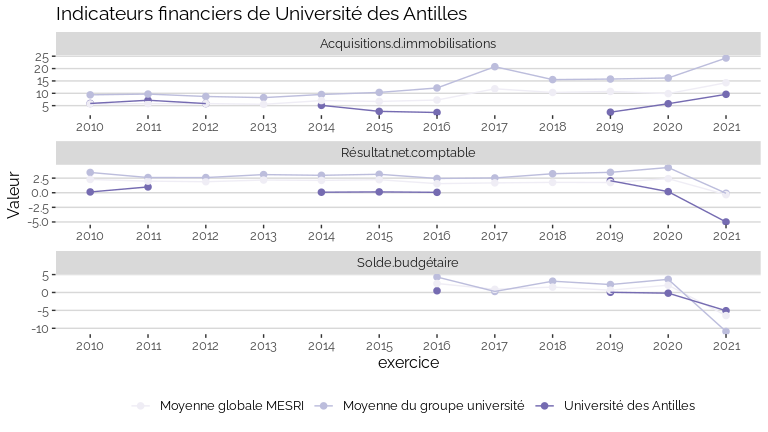 Indicateurs financiers de Université des Antilles
Acquisitions.d.immobilisations
25
20
15
10
5
2010 2011 2012 2013 2014 2015 2016 2017 2018 2019 2020 2021
Résultat.net.comptable
2.5
0.0
-2.5
-5.0
2010 2011 2012 2013 2014 2015 2016 2017 2018 2019 2020 2021
Solde.budgétaire
5
0
-5
-10
2010 2011 2012 2013 2014 2015 2016 2017 2018 2019 2020 2021
Valeur
exercice
Moyenne globale MESRI Moyenne du groupe université Université des Antilles